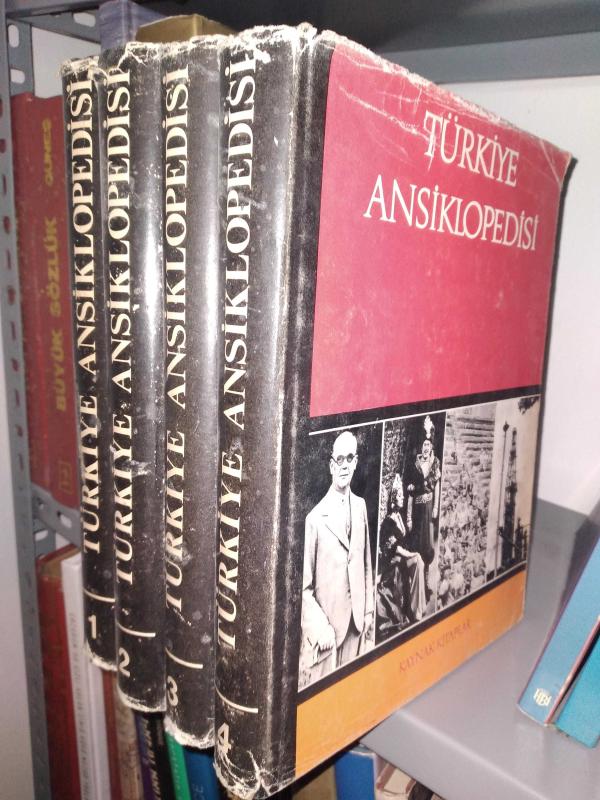 TÜRKİYE ANSİKLOPEDİSİ
1
TÜRKİYE ANSİKLOPEDİSİ
2
TÜRKİYE ANSİKLOPEDİSİ
3
TÜRKİYE ANSİKLOPEDİSİ
4
TÜRKİYE
ANSİKLOPEDİSİ
KAYNAK KİTAPLAR
BÜYÜK SÖZLÜK
GÜNEŞ